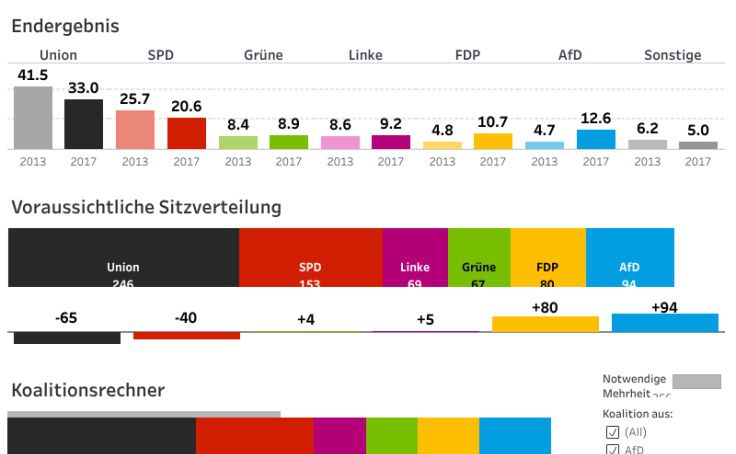 Endergebnis
Union SPD Grüne Linke FDP AfD Sonstige
41.5 33.0 25.7 20.6 8.4 8.9 8.6 9.2 4.8 10.7 4.7 12.6 6.2 5.0
2013 2017 2013 2017 2013 2017 2013 2017 2013 2017 2013 2017 2013 2017
Voraussichtliche Sitzverteilung
Union SPD Linke Grüne FDP AfD
246 153 69 67 80 94
-65 -40 +4 +5 +80 +94
Koalitionsrechner
Notwendige
Mehrheit
Koalition aus:
(All)
AfD